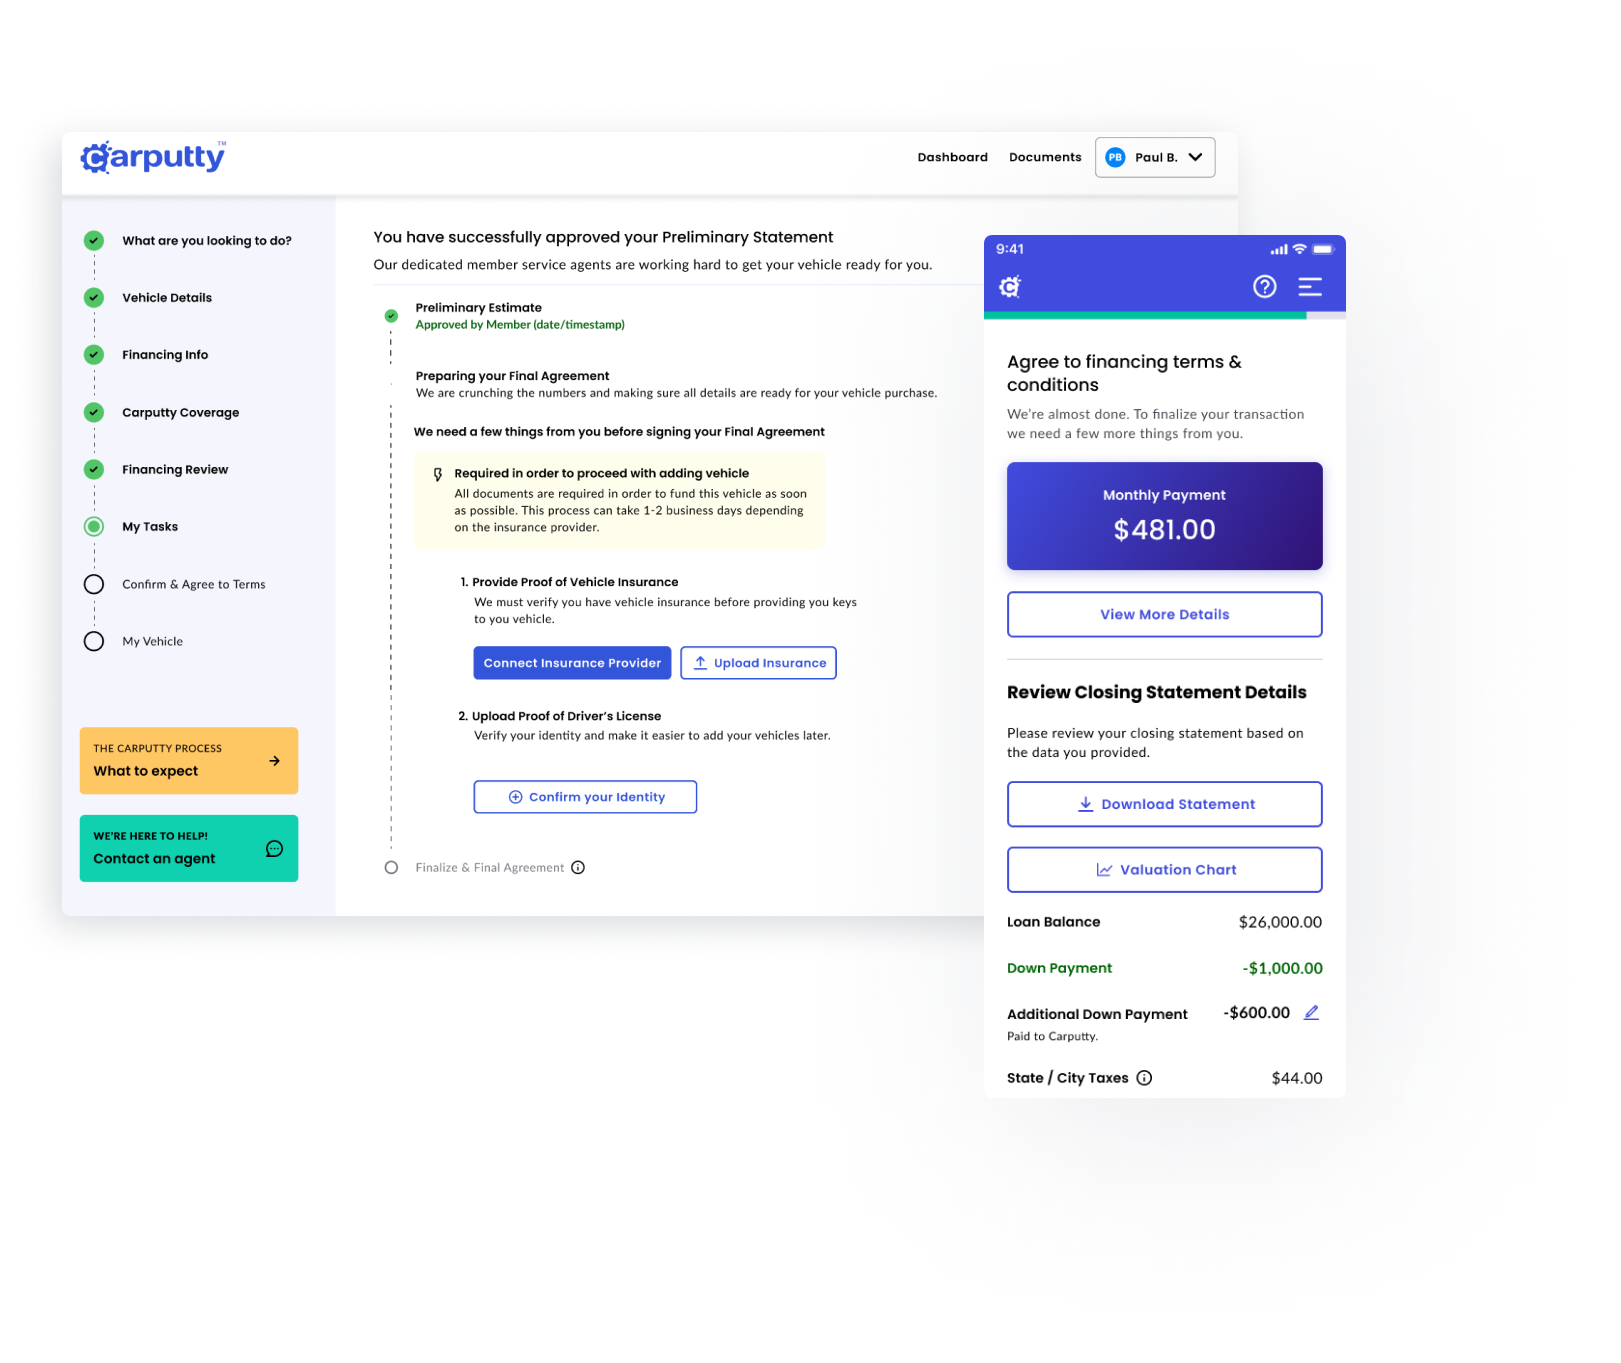 carputty™
Dashboard
Documents
PB
Paul B.
What are you looking to do?
Vehicle Details
Financing Info
Carputty Coverage
Financing Review
My Tasks
Confirm & Agree to Terms
My Vehicle
THE CARPUTTY PROCESS
What to expect
WE'RE HERE TO HELP!
Contact an agent
You have successfully approved your Preliminary Statement
Our dedicated member service agents are working hard to get your vehicle ready for you.
Preliminary Estimate
Approved by Member (date/timestamp)
Preparing your Final Agreement
We are crunching the numbers and making sure all details are ready for your vehicle purchase.
We need a few things from you before signing your Final Agreement
Required in order to proceed with adding vehicle
All documents are required in order to fund this vehicle as soon
as possible. This process can take 1-2 business days depending
on the insurance provider.
1. Provide Proof of Vehicle Insurance
We must verify you have vehicle insurance before providing you keys
to you vehicle.
Connect Insurance Provider
Upload Insurance
2. Upload Proof of Driver's License
Verify your identity and make it easier to add your vehicles later.
Confirm your Identity
Finalize & Final Agreement
9:41
Agree to financing terms &
conditions
We're almost done. To finalize your transaction
we need a few more things from you.
Monthly Payment
$481.00
View More Details
Review Closing Statement Details
Please review your closing statement based on
the data you provided.
Download Statement
Valuation Chart
Loan Balance $26,000.00
Down Payment -$1,000.00
Additional Down Payment -$600.00
Paid to Carputty.
State / City Taxes $44.00